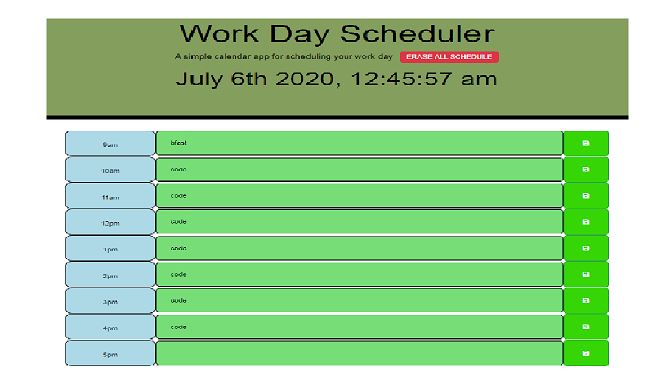 Work Day Scheduler
A simple calendar app for scheduling your work day ERASE ALL SCHEDULE
July 6th 2020, 12:45:57 am
9am bfast
10am code
11am code
12pm code
1pm code
2pm code
3pm code
4pm code
5pm